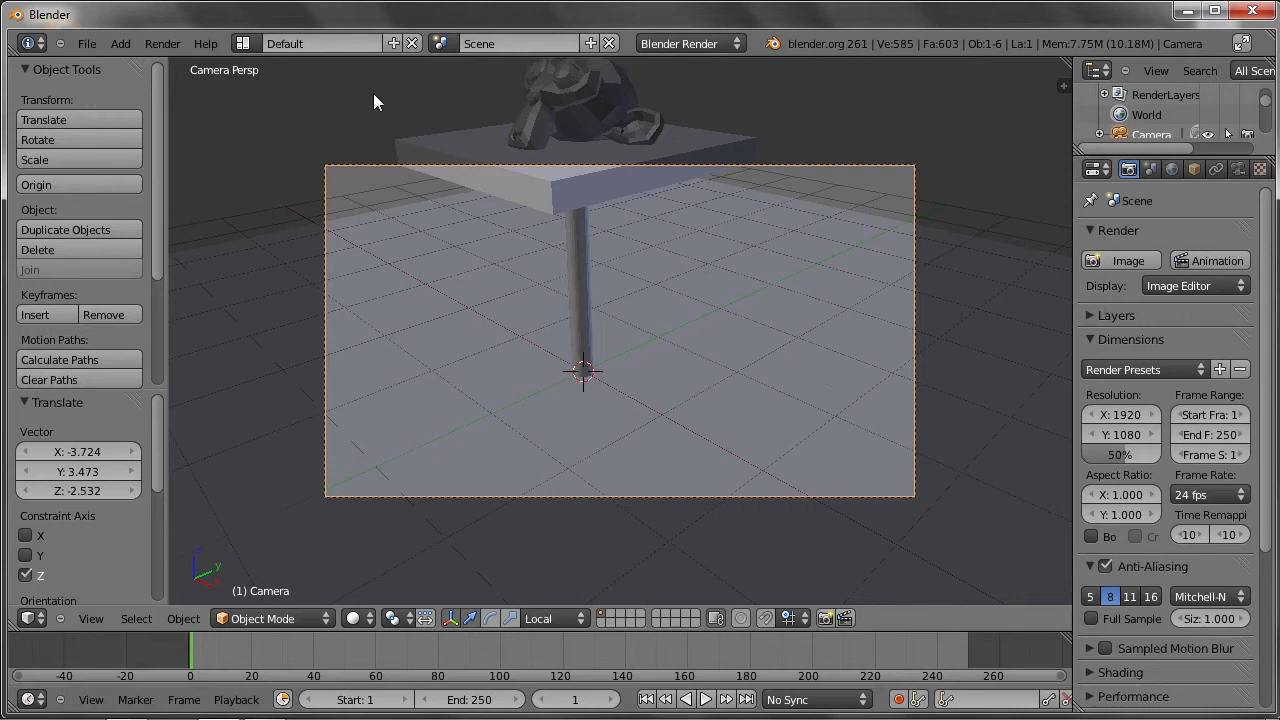 Blender
File Add Render Help Default Scene Blender Render blender.org 261 | Ve:585 | Fa:603 | Ob:1-6 | La:1 | Mem:7.75M (10.18M) | Camera
Object Tools
Transform:
Translate
Rotate
Scale
Origin
Object:
Duplicate Objects
Delete
Join
Keyframes:
Insert Remove
Motion Paths:
Calculate Paths
Clear Paths
Translate
Vector
X: -3.724
Y: 3.473
Z: -2.532
Constraint Axis
X
Y
Z
Orientation
Camera Persp
z
y
x
(1) Camera
View Select Object Object Mode Local
-40 -20 0 20 40 60 80 100 120 140 160 180 200 220 240 260
View Marker Frame Playback Start: 1 End: 250 1 No Sync
View Search All Scen
RenderLayers
World
Camera
Scene
Render
Image Animation
Display: Image Editor
Layers
Dimensions
Render Presets
Resolution: Frame Range:
X: 1920 Start Fra: 1
Y: 1080 End F: 250
50% Frame S: 1
Aspect Ratio: Frame Rate:
X: 1.000 24 fps
Y: 1.000 Time Remappi
Bo Cr 10 10
Anti-Aliasing
5 8 11 16 Mitchell-N
Full Sample Siz: 1.000
Sampled Motion Blur
Shading
Performance